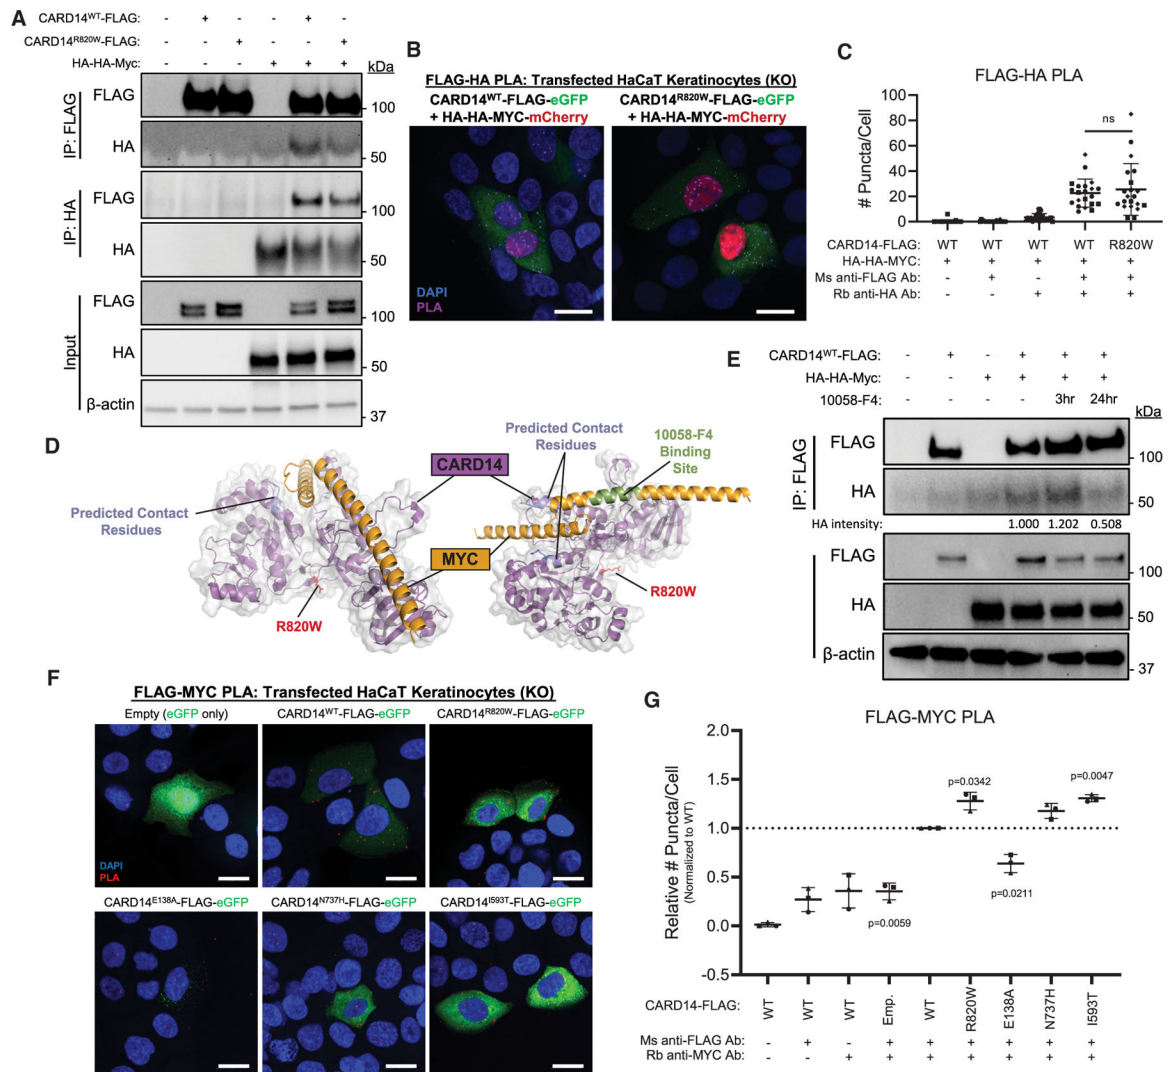 A
CARD14WT-FLAG: - + - - + -
CARD14R820W-FLAG: - - + - - +
HA-HA-Myc: - - - + + +
kDa
IP: FLAG
FLAG
100
HA
50
IP: HA
FLAG
100
HA
50
Input
FLAG
100
HA
50
β-actin
37
B
FLAG-HA PLA: Transfected HaCaT Keratinocytes (KO)
CARD14WT-FLAG-eGFP
+ HA-HA-MYC-mCherry
CARD14R820W-FLAG-eGFP
+ HA-HA-MYC-mCherry
DAPI
PLA
C
FLAG-HA PLA
# Puncta/Cell
100
80
60
40
20
0
ns
CARD14-FLAG: WT WT WT WT R820W
HA-HA-MYC: + + + + +
Ms anti-FLAG Ab: - + - + +
Rb anti-HA Ab: - - + + +
D
Predicted Contact
Residues
CARD14
MYC
R820W
Predicted Contact
Residues
10058-F4
Binding
Site
R820W
E
CARD14WT-FLAG: - + - + + +
HA-HA-Myc: - - + + + +
10058-F4: - - - - 3hr 24hr
kDa
IP: FLAG
FLAG
100
HA
50
HA intensity: 1.000 1.202 0.508
FLAG
100
HA
50
β-actin
37
F
FLAG-MYC PLA: Transfected HaCaT Keratinocytes (KO)
Empty (eGFP only)
CARD14WT-FLAG-eGFP
CARD14R820W-FLAG-eGFP
DAPI
PLA
CARD14E138A-FLAG-eGFP
CARD14N737H-FLAG-eGFP
CARD14I593T-FLAG-eGFP
G
FLAG-MYC PLA
Relative # Puncta/Cell
(Normalized to WT)
2.0
1.5
1.0
0.5
0.0
-0.5
p=0.0059
p=0.0342
p=0.0211
p=0.0047
CARD14-FLAG: WT WT WT Emp. WT R820W E138A N737H I593T
Ms anti-FLAG Ab: - + - + + + + + +
Rb anti-MYC Ab: - - + + + + + + +